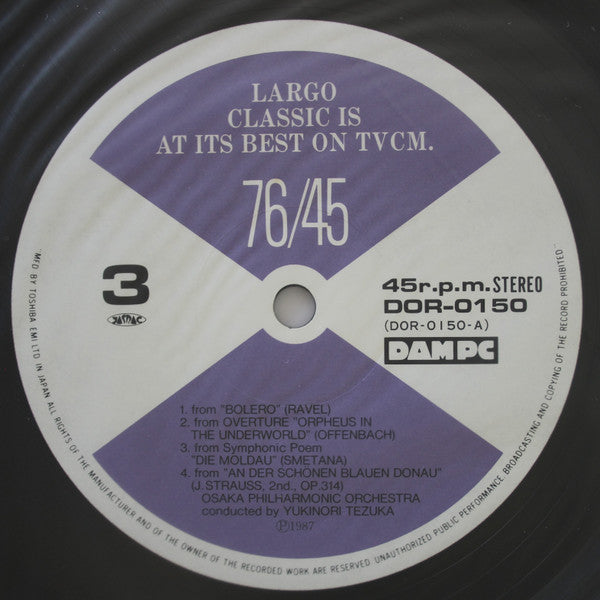 LARGO
CLASSIC IS
AT ITS BEST ON TVCM.
76/45
3
JASRAC
45r.p.m. STEREO
DOR-0150
(DOR-0150-A)
DAMPC
1. from "BOLERO" (RAVEL)
2. from OVERTURE "ORPHEUS IN
THE UNDERWORLD" (OFFENBACH)
3. from Symphonic Poem
"DIE MOLDAU" (SMETANA)
4. from "AN DER SCHÖNEN BLAUEN DONAU"
(J.STRAUSS, 2nd., OP.314)
OSAKA PHILHARMONIC ORCHESTRA
conducted by YUKINORI TEZUKA
Ⓟ1987
MFD BY TOSHIBA EMI LTD IN JAPAN ALL RIGHTS OF THE MANUFACTURER AND OF THE OWNER OF THE RECORDED WORK ARE RESERVED. UNAUTHORIZED PUBLIC PERFORMANCE BROADCASTING AND COPYING OF THE RECORD PROHIBITED